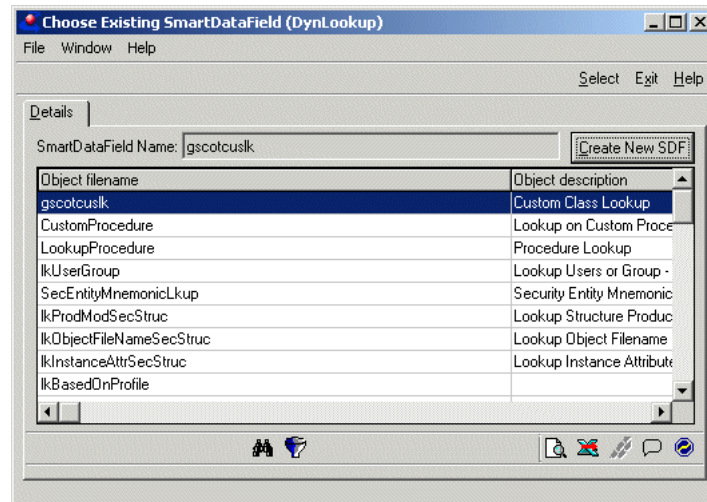 Choose Existing SmartDataField (DynLookup)
File Window Help
Select Exit Help
Details
SmartDataField Name: gscotcuslk Create New SDF
Object filename Object description
gscotcuslk Custom Class Lookup
CustomProcedure Lookup on Custom Proce
LookupProcedure Procedure Lookup
lkUserGroup Lookup Users or Group -
SecEntityMnemonicLkup Security Entity Mnemonic
lkProdModSecStruc Lookup Structure Produc
lkObjectFileNameSecStruc Lookup Object Filename
lkInstanceAttrSecStruc Lookup Instance Attribute
lkBasedOnProfile